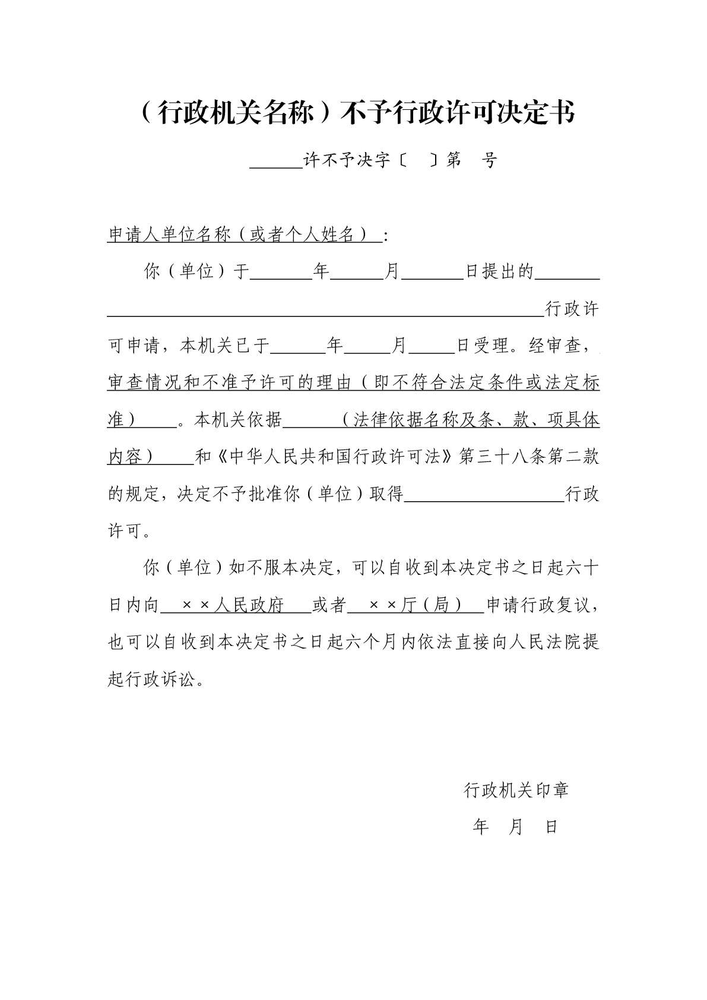 （行政机关名称）不予行政许可决定书
______许不予决字〔　〕第　号
申请人单位名称（或者个人姓名）：
你（单位）于_______年______月_______日提出的_______
_________________________________________________行政许
可申请，本机关已于______年_____月_____日受理。经审查，
审查情况和不准予许可的理由（即不符合法定条件或法定标
准）____。本机关依据______（法律依据名称及条、款、项具体
内容）____和《中华人民共和国行政许可法》第三十八条第二款
的规定，决定不予批准你（单位）取得__________________行政
许可。
你（单位）如不服本决定，可以自收到本决定书之日起六十
日内向　××人民政府　或者　××厅（局）　申请行政复议，
也可以自收到本决定书之日起六个月内依法直接向人民法院提
起行政诉讼。
行政机关印章
年　月　日